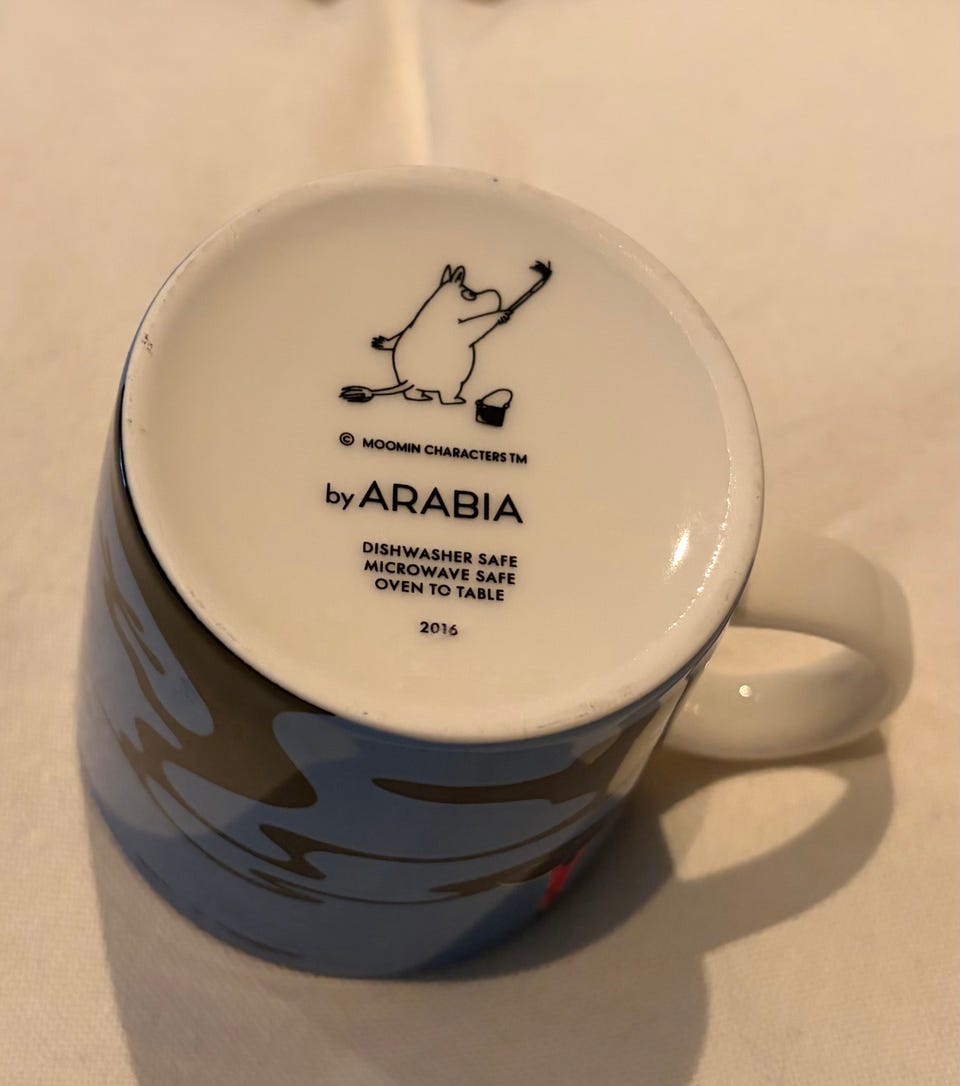 © MOOMIN CHARACTERS TM
by ARABIA
DISHWASHER SAFE
MICROWAVE SAFE
OVEN TO TABLE
2016